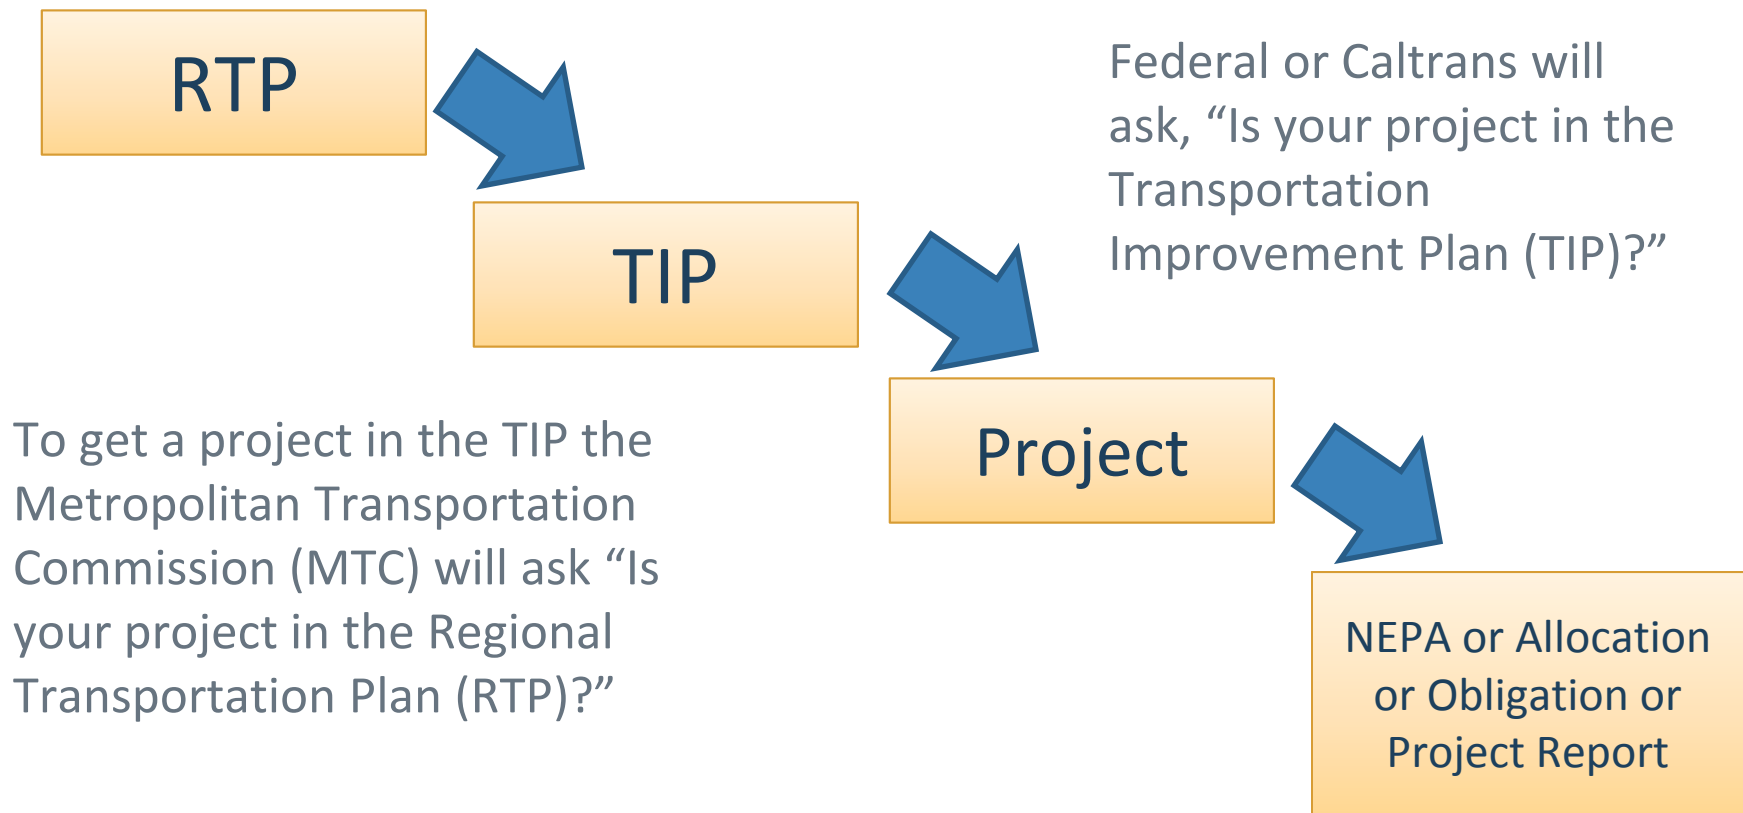 RTP
Federal or Caltrans will
ask, “Is your project in the
Transportation
Improvement Plan (TIP)?”
TIP
Project
To get a project in the TIP the
Metropolitan Transportation
Commission (MTC) will ask “Is
your project in the Regional
Transportation Plan (RTP)?”
NEPA or Allocation
or Obligation or
Project Report